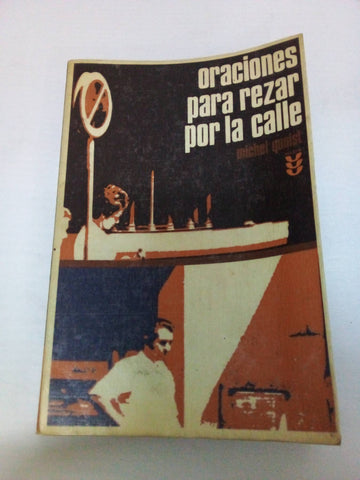 oraciones
para rezar
por la calle
michel quoist